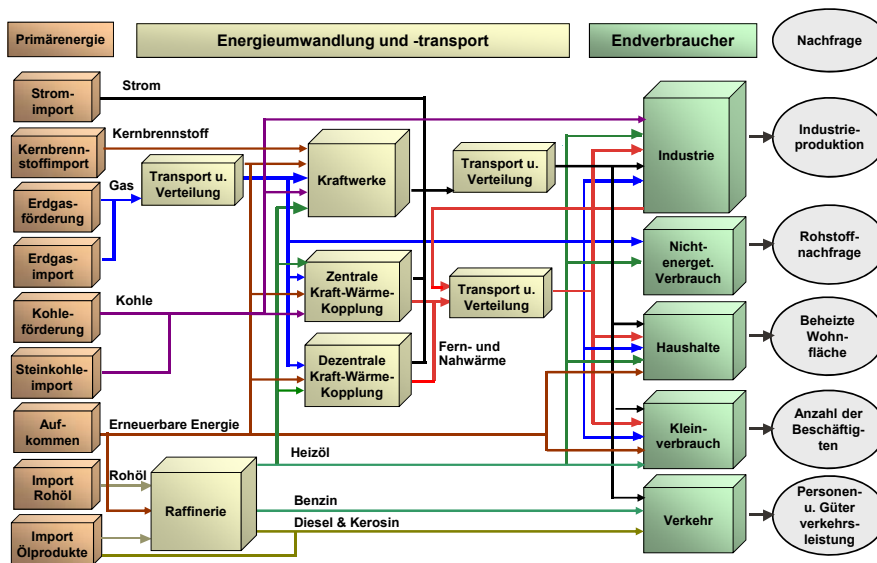 Primärenergie
Energieumwandlung und -transport
Endverbraucher
Nachfrage
Strom-
import
Strom
Kernbrenn-
stoffimport
Kernbrennstoff
Erdgas-
förderung
Gas
Erdgas-
import
Kohle-
förderung
Kohle
Steinkohle-
import
Auf-
kommen
Erneuerbare Energie
Import
Rohöl
Rohöl
Import
Ölprodukte
Transport u.
Verteilung
Kraftwerke
Zentrale
Kraft-Wärme-
Kopplung
Dezentrale
Kraft-Wärme-
Kopplung
Raffinerie
Heizöl
Benzin
Diesel & Kerosin
Transport u.
Verteilung
Transport u.
Verteilung
Fern- und
Nahwärme
Industrie
Nicht-
energet.
Verbrauch
Haushalte
Klein-
verbrauch
Verkehr
Industrie-
produktion
Rohstoff-
nachfrage
Beheizte
Wohn-
fläche
Anzahl der
Beschäftig-
ten
Personen-
u. Güter
verkehrs-
leistung